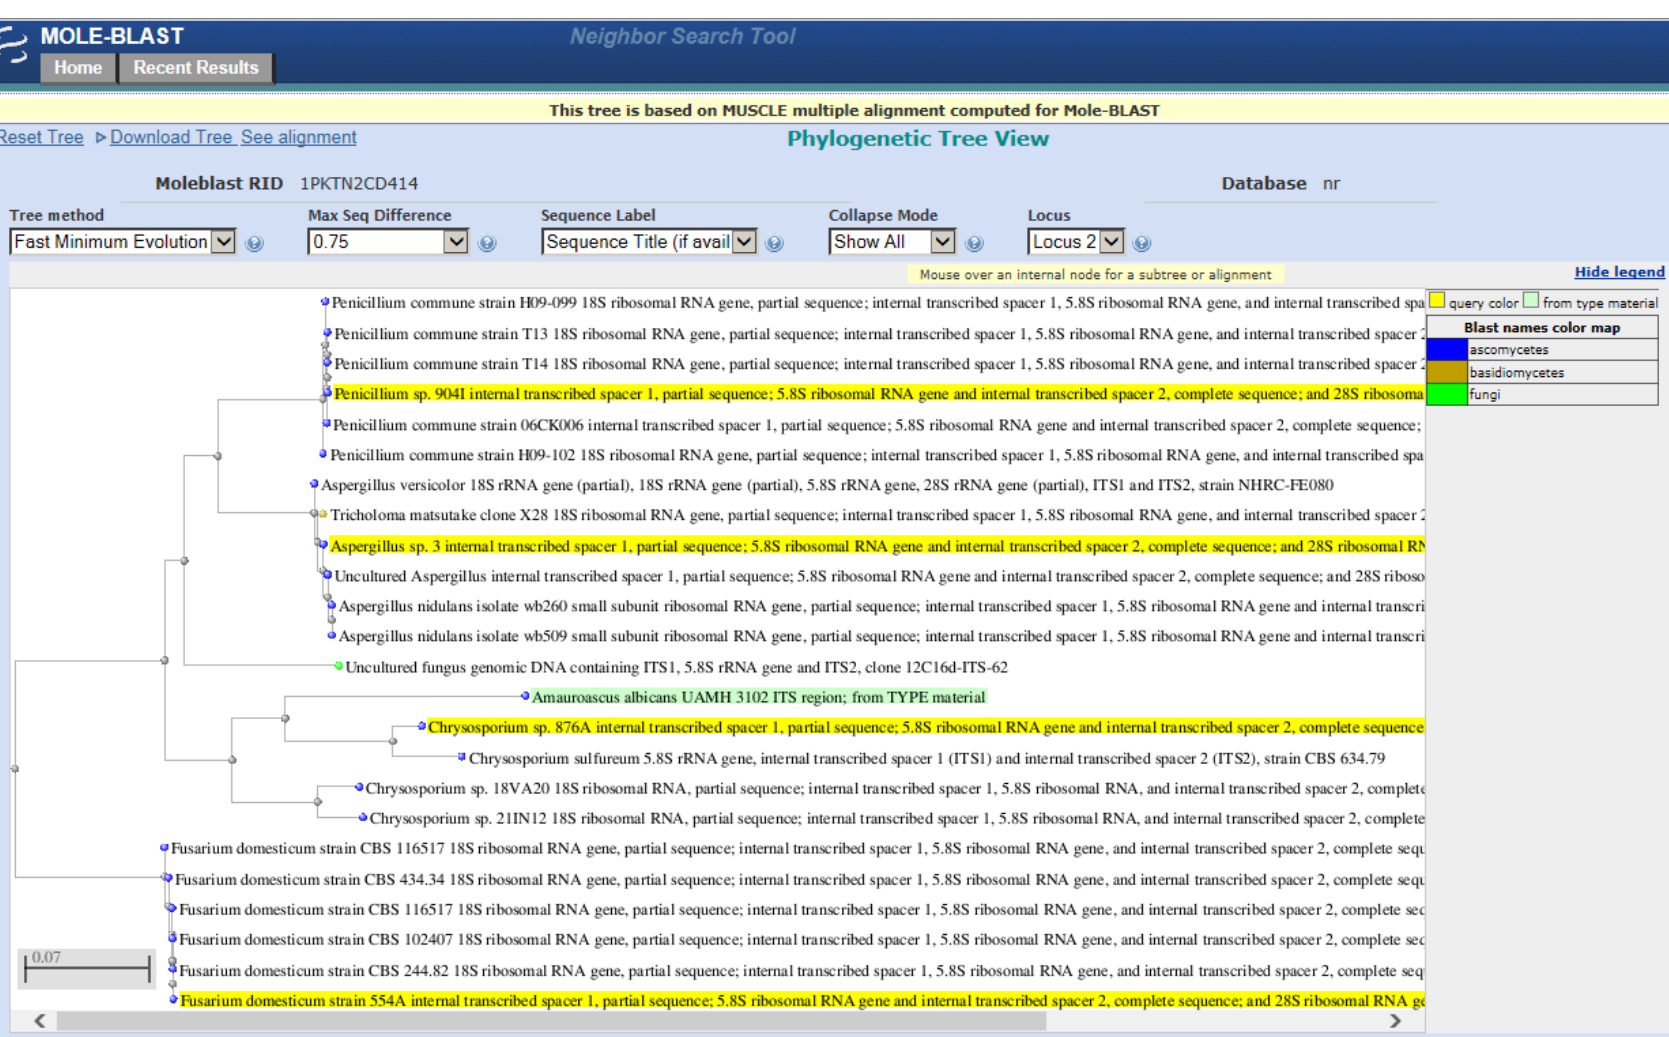 MOLE-BLAST
Neighbor Search Tool
Home Recent Results
This tree is based on MUSCLE multiple alignment computed for Mole-BLAST
Reset Tree Download Tree See alignment
Phylogenetic Tree View
Moleblast RID 1PKTN2CD414
Database nr
Tree method Max Seq Difference Sequence Label Collapse Mode Locus
Fast Minimum Evolution 0.75 Sequence Title (if avail Show All Locus 2
Mouse over an internal node for a subtree or alignment
Hide legend
query color from type material
Blast names color map
ascomycetes
basidiomycetes
fungi
Penicillium commune strain H09-099 18S ribosomal RNA gene, partial sequence; internal transcribed spacer 1, 5.8S ribosomal RNA gene, and internal transcribed spa
Penicillium commune strain T13 18S ribosomal RNA gene, partial sequence; internal transcribed spacer 1, 5.8S ribosomal RNA gene, and internal transcribed spacer 2
Penicillium commune strain T14 18S ribosomal RNA gene, partial sequence; internal transcribed spacer 1, 5.8S ribosomal RNA gene, and internal transcribed spacer 2
Penicillium sp. 904I internal transcribed spacer 1, partial sequence; 5.8S ribosomal RNA gene and internal transcribed spacer 2, complete sequence; and 28S ribosoma
Penicillium commune strain 06CK006 internal transcribed spacer 1, partial sequence; 5.8S ribosomal RNA gene and internal transcribed spacer 2, complete sequence;
Penicillium commune strain H09-102 18S ribosomal RNA gene, partial sequence; internal transcribed spacer 1, 5.8S ribosomal RNA gene, and internal transcribed spa
Aspergillus versicolor 18S rRNA gene (partial), 18S rRNA gene (partial), 5.8S rRNA gene, 28S rRNA gene (partial), ITS1 and ITS2, strain NHRC-FE080
Tricholoma matsutake clone X28 18S ribosomal RNA gene, partial sequence; internal transcribed spacer 1, 5.8S ribosomal RNA gene, and internal transcribed spacer 2
Aspergillus sp. 3 internal transcribed spacer 1, partial sequence; 5.8S ribosomal RNA gene and internal transcribed spacer 2, complete sequence; and 28S ribosomal RN
Uncultured Aspergillus internal transcribed spacer 1, partial sequence; 5.8S ribosomal RNA gene and internal transcribed spacer 2, complete sequence; and 28S riboso
Aspergillus nidulans isolate wb260 small subunit ribosomal RNA gene, partial sequence; internal transcribed spacer 1, 5.8S ribosomal RNA gene and internal transcri
Aspergillus nidulans isolate wb509 small subunit ribosomal RNA gene, partial sequence; internal transcribed spacer 1, 5.8S ribosomal RNA gene and internal transcri
Uncultured fungus genomic DNA containing ITS1, 5.8S rRNA gene and ITS2, clone 12C16d-ITS-62
Amauroascus albicans UAMH 3102 ITS region; from TYPE material
Chrysosporium sp. 876A internal transcribed spacer 1, partial sequence; 5.8S ribosomal RNA gene and internal transcribed spacer 2, complete sequence
Chrysosporium sulfureum 5.8S rRNA gene, internal transcribed spacer 1 (ITS1) and internal transcribed spacer 2 (ITS2), strain CBS 634.79
Chrysosporium sp. 18VA20 18S ribosomal RNA, partial sequence; internal transcribed spacer 1, 5.8S ribosomal RNA, and internal transcribed spacer 2, complete
Chrysosporium sp. 21IN12 18S ribosomal RNA, partial sequence; internal transcribed spacer 1, 5.8S ribosomal RNA, and internal transcribed spacer 2, complete
Fusarium domesticum strain CBS 116517 18S ribosomal RNA gene, partial sequence; internal transcribed spacer 1, 5.8S ribosomal RNA gene, and internal transcribed spacer 2, complete sequ
Fusarium domesticum strain CBS 434.34 18S ribosomal RNA gene, partial sequence; internal transcribed spacer 1, 5.8S ribosomal RNA gene, and internal transcribed spacer 2, complete sequ
Fusarium domesticum strain CBS 116517 18S ribosomal RNA gene, partial sequence; internal transcribed spacer 1, 5.8S ribosomal RNA gene, and internal transcribed spacer 2, complete sec
Fusarium domesticum strain CBS 102407 18S ribosomal RNA gene, partial sequence; internal transcribed spacer 1, 5.8S ribosomal RNA gene, and internal transcribed spacer 2, complete sec
0.07
Fusarium domesticum strain CBS 244.82 18S ribosomal RNA gene, partial sequence; internal transcribed spacer 1, 5.8S ribosomal RNA gene, and internal transcribed spacer 2, complete seq
Fusarium domesticum strain 554A internal transcribed spacer 1, partial sequence; 5.8S ribosomal RNA gene and internal transcribed spacer 2, complete sequence; and 28S ribosomal RNA ge